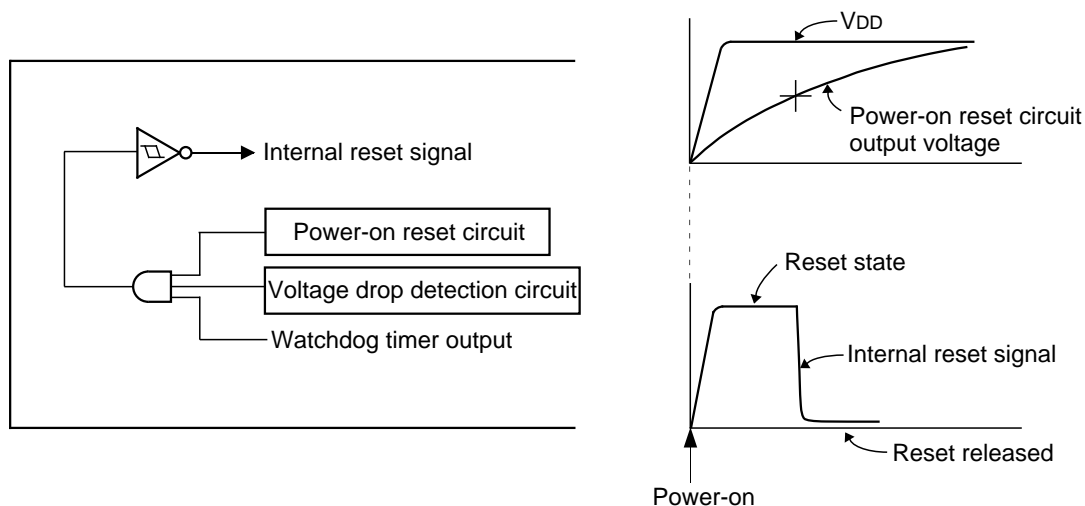 Internal reset signal
Power-on reset circuit
Voltage drop detection circuit
Watchdog timer output
VDD
Power-on reset circuit
output voltage
Reset state
Internal reset signal
Reset released
Power-on